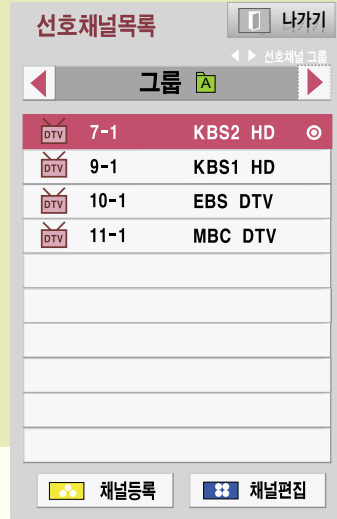 선호채널목록
나가기
선호채널 그룹
그룹 A
DTV 7-1 KBS2 HD
DTV 9-1 KBS1 HD
DTV 10-1 EBS DTV
DTV 11-1 MBC DTV
채널등록
채널편집